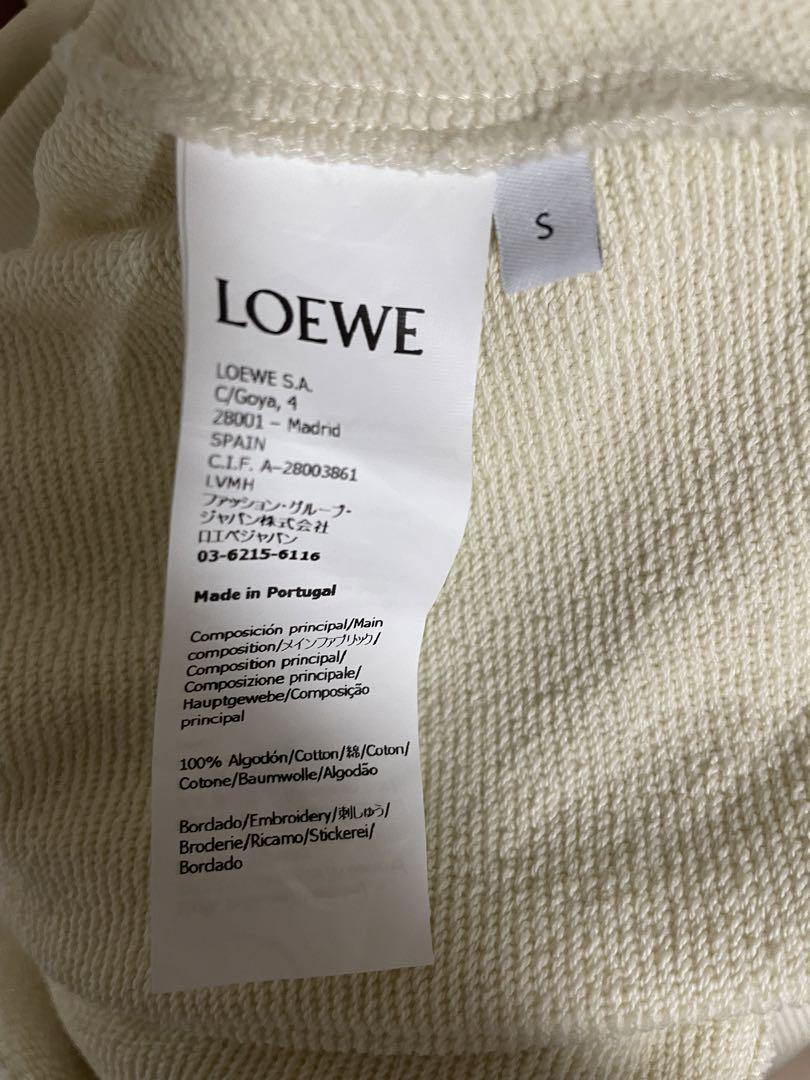 S
LOEWE
LOEWE S.A.
C/Goya, 4
28001 - Madrid
SPAIN
C.I.F. A-28003861
LVMH
ファッション・グループ・
ジャパン株式会社
ロエベジャパン
03-6215-6116
Made in Portugal
Composición principal/Main
composition/メインファブリック/
Composition principal/
Composizione principale/
Hauptgewebe/Composição
principal
100% Algodón/Cotton/綿/Coton/
Cotone/Baumwolle/Algodão
Bordado/Embroidery/刺しゅう/
Broderie/Ricamo/Stickerei/
Bordado